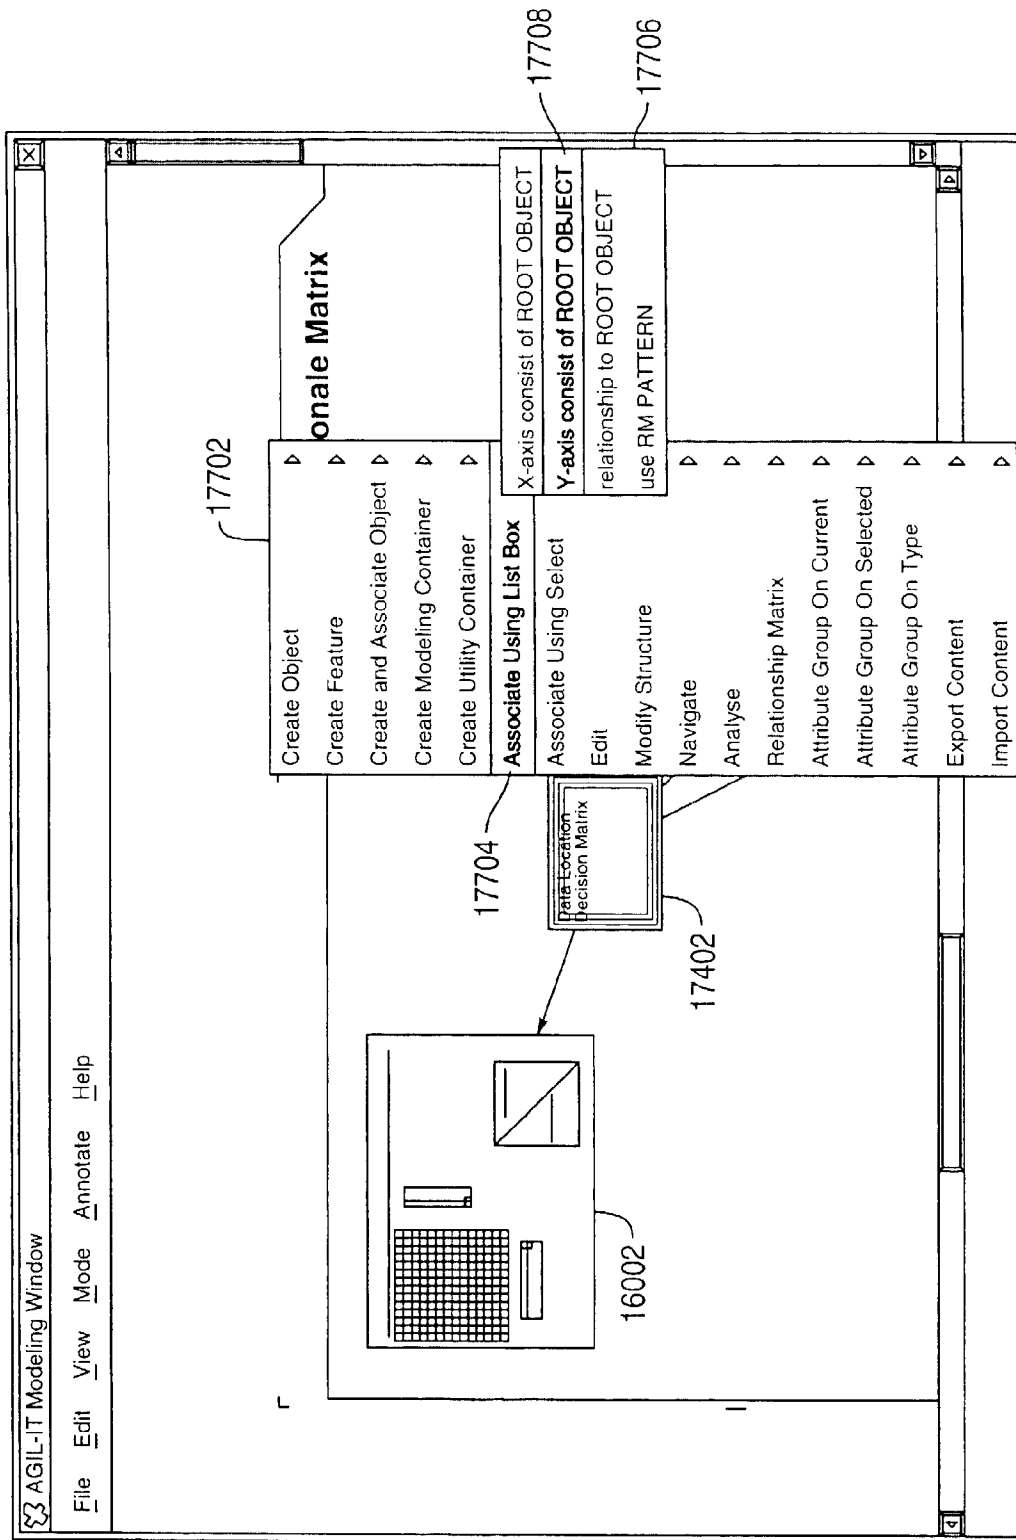 AGIL-IT Modeling Window
File Edit View Mode Annotate Help
17702
onale Matrix
Create Object
Create Feature
Create and Associate Object
Create Modeling Container
Create Utility Container
17704
Associate Using List Box
Associate Using Select
Edit
Modify Structure
Navigate
Analyse
Relationship Matrix
Attribute Group On Current
Attribute Group On Selected
Attribute Group On Type
Export Content
Import Content
X-axis consist of ROOT OBJECT
Y-axis consist of ROOT OBJECT
relationship to ROOT OBJECT
use RM PATTERN
17708
17706
Data Location
Decision Matrix
17402
16002